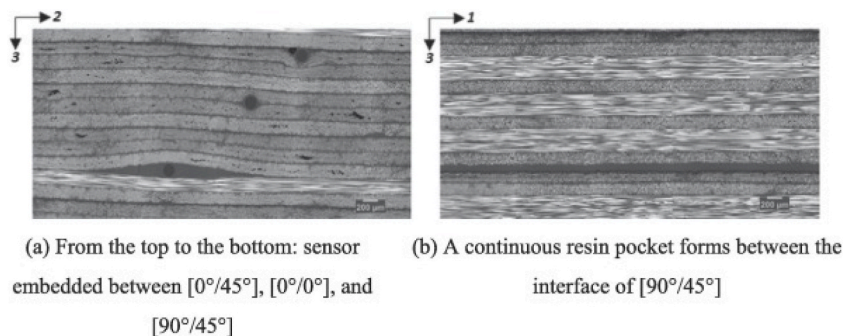 2
3
200 μm
1
3
200 μm
(a) From the top to the bottom: sensor
embedded between [0°/45°], [0°/0°], and
[90°/45°]
(b) A continuous resin pocket forms between the
interface of [90°/45°]